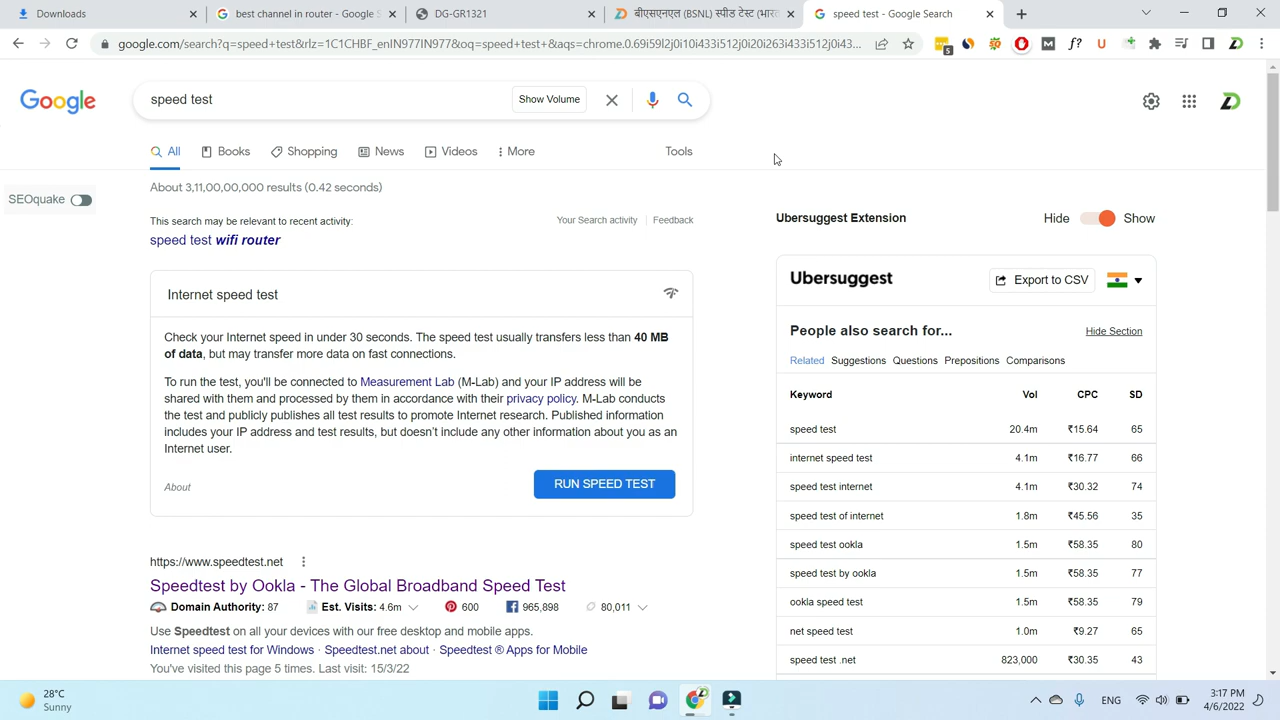 Downloads
best channel in router - Google S
DG-GR1321
बीएसएनएल (BSNL) स्पीड टेस्ट (भारत
speed test - Google Search
google.com/search?q=speed+test&rlz=1C1CHBF_enIN977IN977&oq=speed+test+&aqs=chrome.0.69i59l2j0i10i433i512j0i20i263i433i512j0i43...
5
Google
speed test
Show Volume
All
Books
Shopping
News
Videos
More
Tools
About 3,11,00,00,000 results (0.42 seconds)
SEOquake
This search may be relevant to recent activity:
Your Search activity
Feedback
speed test wifi router
Ubersuggest Extension
Hide
Show
Internet speed test
Check your Internet speed in under 30 seconds. The speed test usually transfers less than 40 MB
of data, but may transfer more data on fast connections.
To run the test, you'll be connected to Measurement Lab (M-Lab) and your IP address will be
shared with them and processed by them in accordance with their privacy policy. M-Lab conducts
the test and publicly publishes all test results to promote Internet research. Published information
includes your IP address and test results, but doesn't include any other information about you as an
Internet user.
About
RUN SPEED TEST
https://www.speedtest.net
Speedtest by Ookla - The Global Broadband Speed Test
Domain Authority: 87
Est. Visits: 4.6m
600
965,898
80,011
Use Speedtest on all your devices with our free desktop and mobile apps.
Internet speed test for Windows · Speedtest.net about · Speedtest ® Apps for Mobile
You've visited this page 5 times. Last visit: 15/3/22
Ubersuggest
Export to CSV
People also search for...
Hide Section
Related Suggestions Questions Prepositions Comparisons
Keyword Vol CPC SD
speed test 20.4m ₹15.64 65
internet speed test 4.1m ₹16.77 66
speed test internet 4.1m ₹30.32 74
speed test of internet 1.8m ₹45.56 35
speed test ookla 1.5m ₹58.35 80
speed test by ookla 1.5m ₹58.35 77
ookla speed test 1.5m ₹58.35 79
net speed test 1.0m ₹9.27 65
speed test .net 823,000 ₹30.35 43
28°C
Sunny
ENG
3:17 PM
4/6/2022